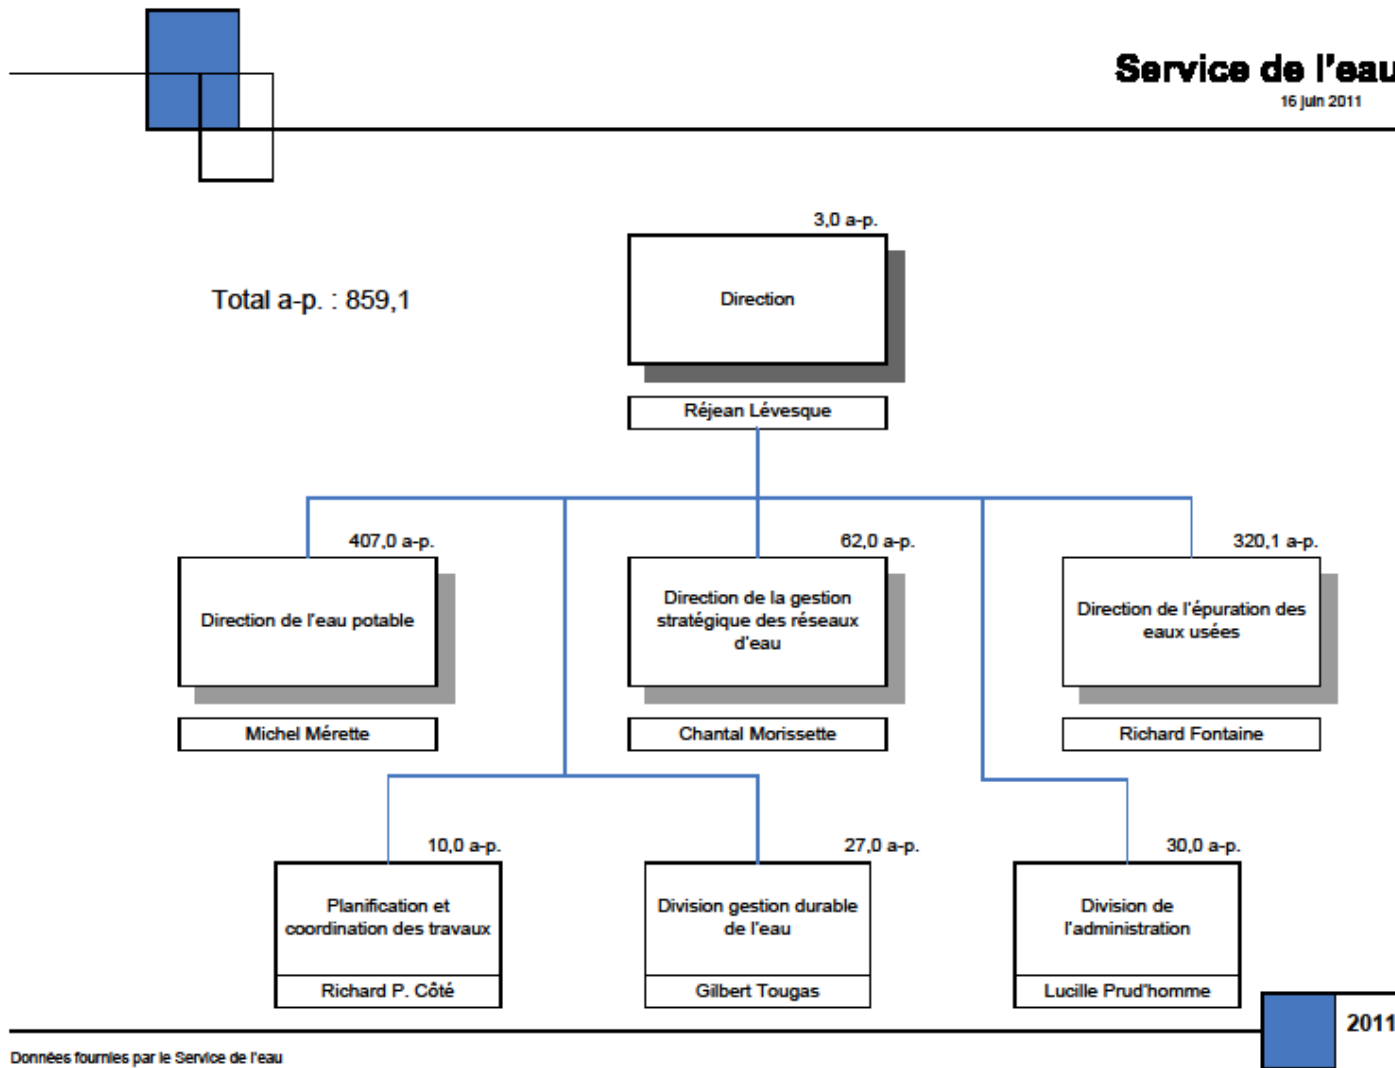 Service de l'eau
16 juin 2011
3,0 a-p.
Total a-p. : 859,1
Direction
Réjean Lévesque
407,0 a-p.
Direction de l'eau potable
Michel Mérette
62,0 a-p.
Direction de la gestion
stratégique des réseaux
d'eau
Chantal Morissette
320,1 a-p.
Direction de l'épuration des
eaux usées
Richard Fontaine
10,0 a-p.
Planification et
coordination des travaux
Richard P. Côté
27,0 a-p.
Division gestion durable
de l'eau
Gilbert Tougas
30,0 a-p.
Division de
l'administration
Lucille Prud'homme
2011
Données fournies par le Service de l'eau